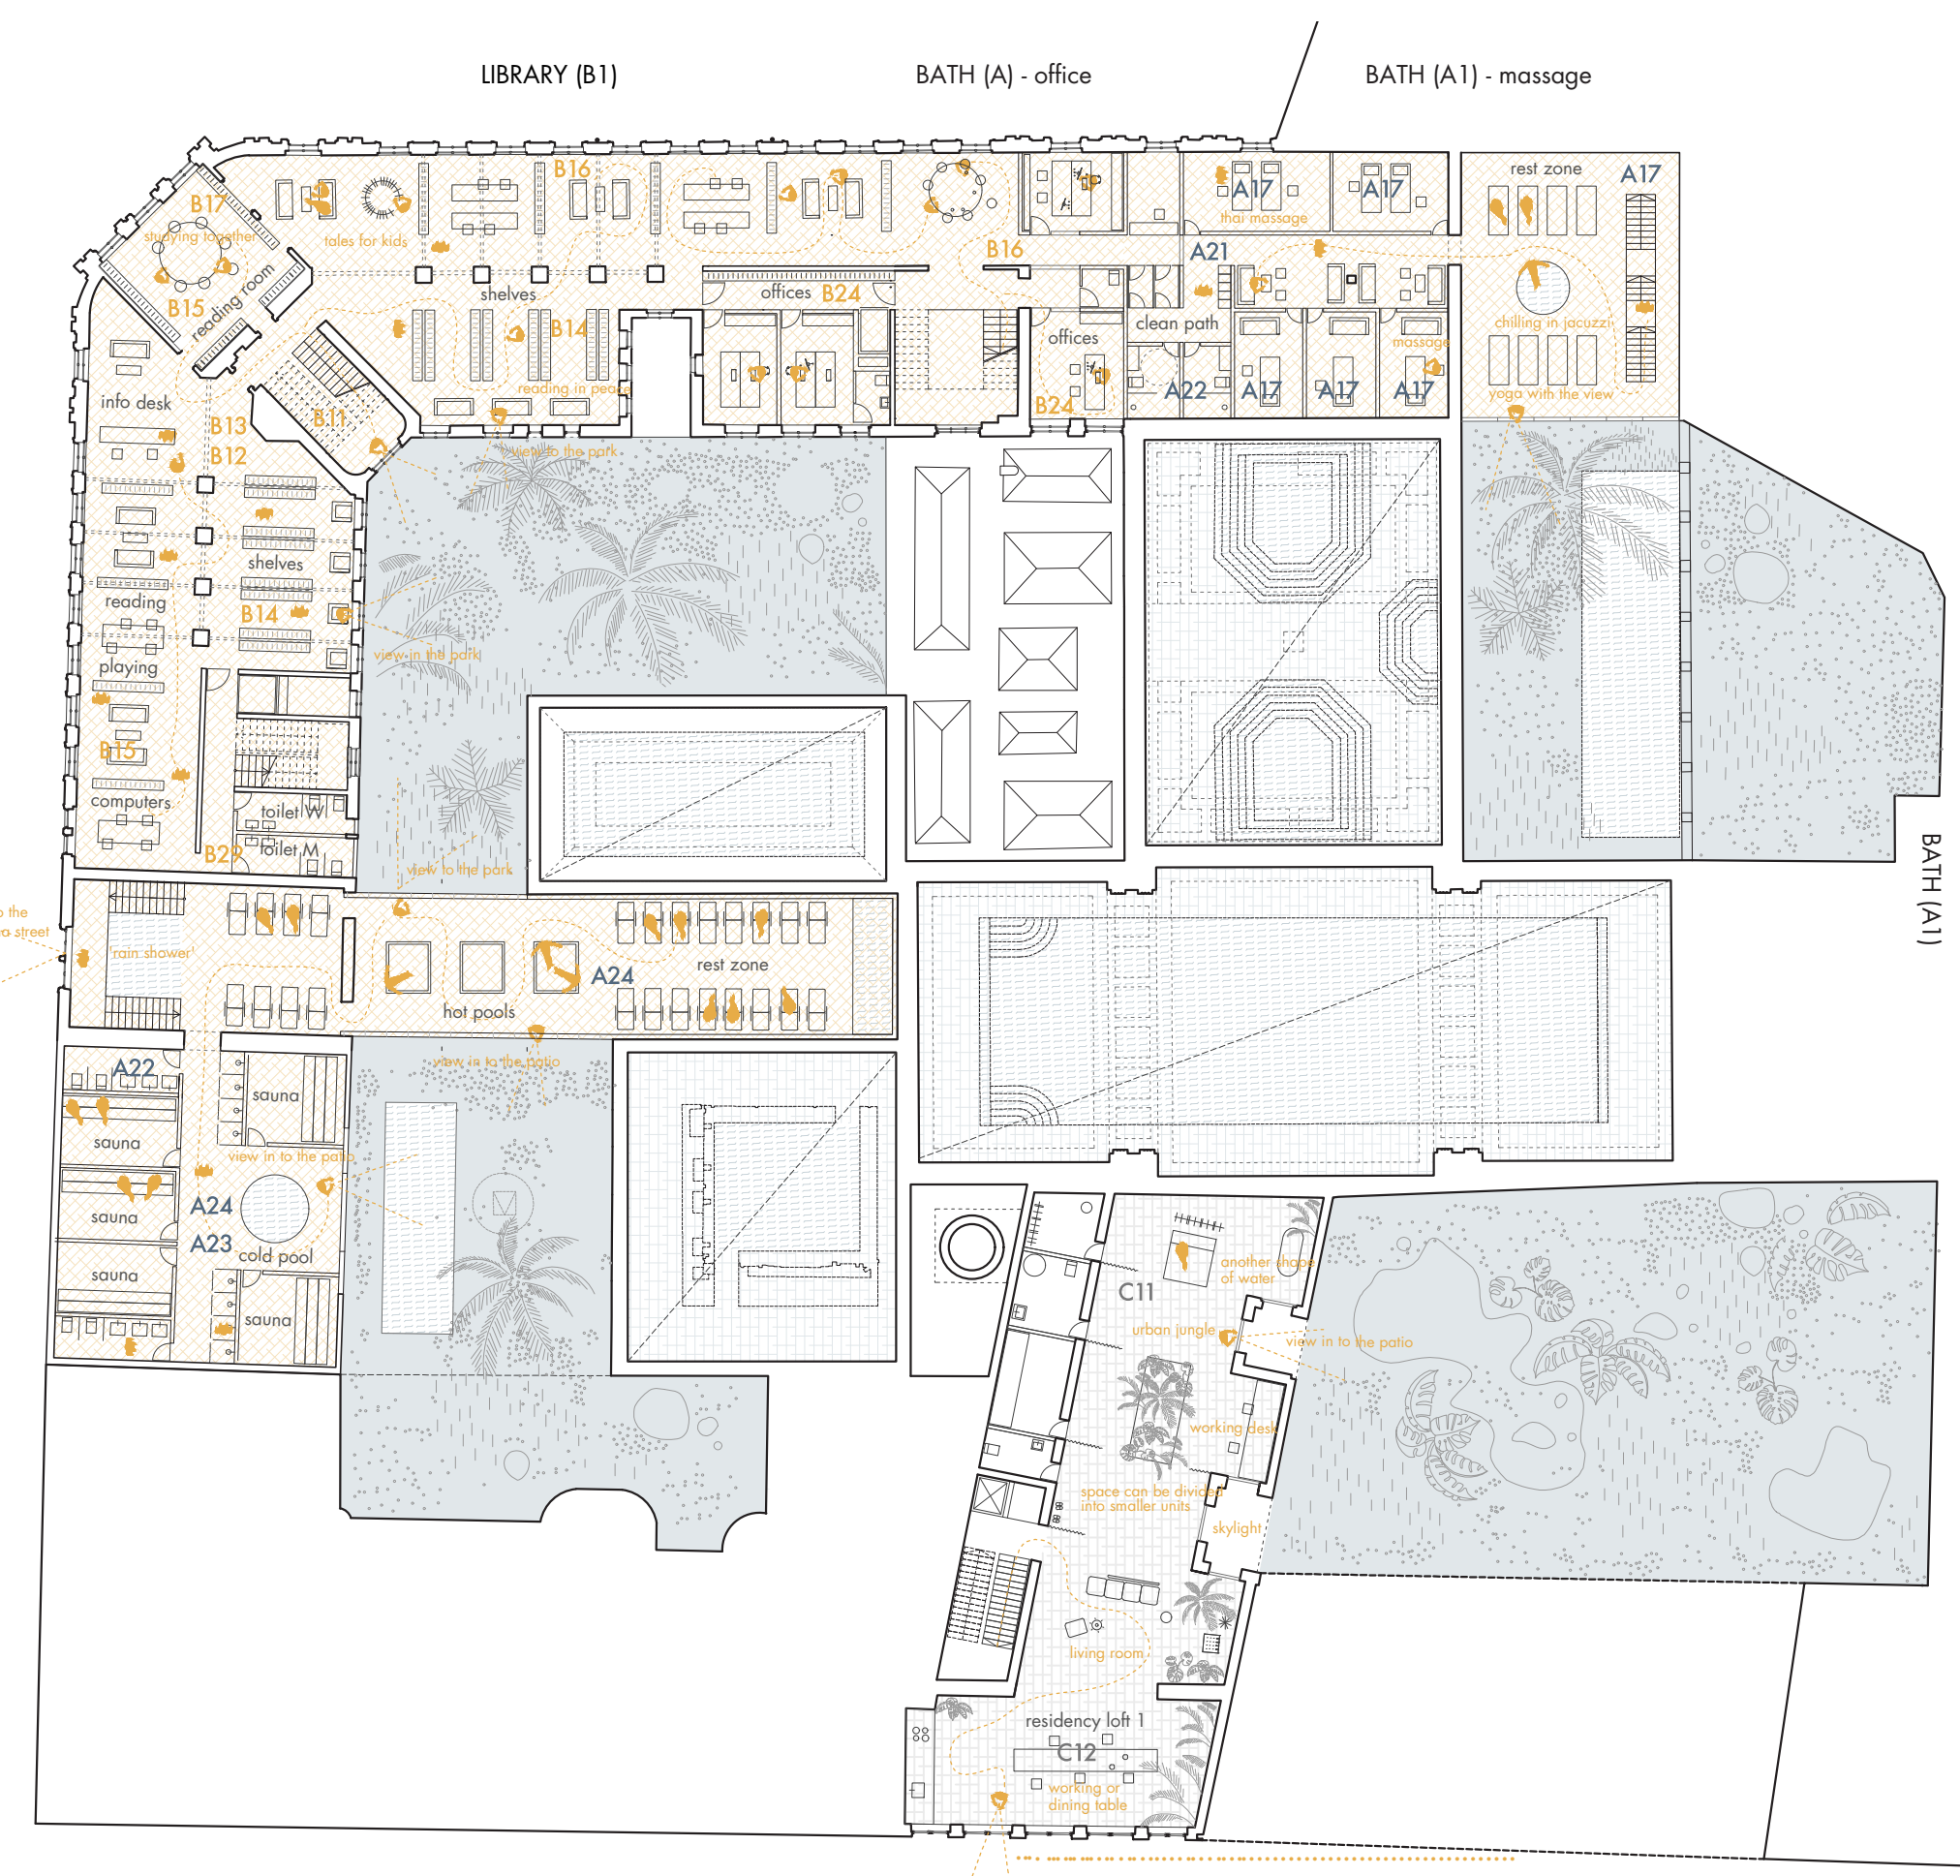 LIBRARY (B1)
BATH (A) - office
BATH (A1) - massage
B17
studying together
B15
reading room
tales for kids
B16
shelves
B14
reading in peace
offices B24
B16
A17
thai massage
A17
rest zone
A17
A21
clean path
offices
B24
A22
A17
A17
massage
A17
chilling in jacuzzi
yoga with the view
info desk
B13
B12
B11
view to the park
shelves
B14
reading
playing
view in the park
B15
computers
toilet W
toilet M
B29
view to the park
BATH (A1)
o the
a street
'rain shower'
hot pools
A24
rest zone
view in to the patio
A22
sauna
sauna
view in to the patio
sauna
A24
A23
cold pool
sauna
sauna
another shape
of water
C11
urban jungle
view in to the patio
working desk
space can be divided
into smaller units
skylight
living room
residency loft 1
C12
working or
dining table